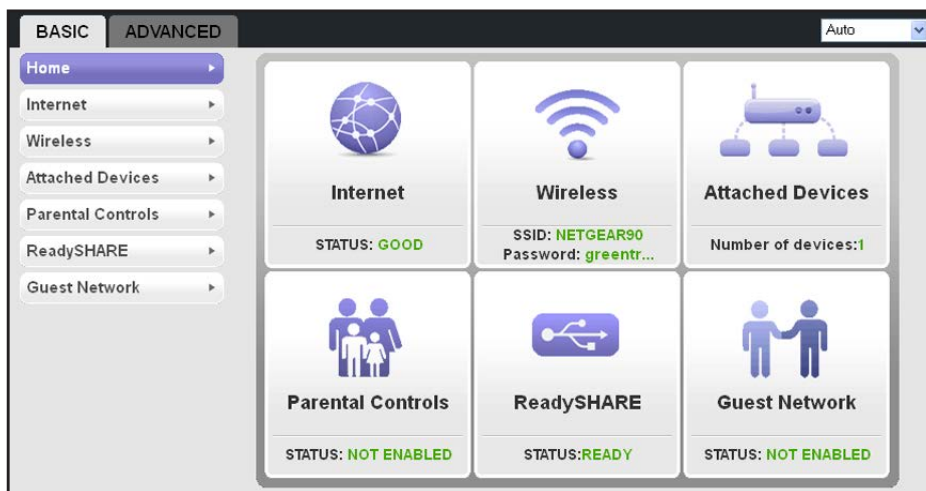 BASIC ADVANCED Auto
Home
Internet
Wireless
Attached Devices
Parental Controls
ReadySHARE
Guest Network
Internet
STATUS: GOOD
Wireless
SSID: NETGEAR90
Password: greentr...
Attached Devices
Number of devices:1
Parental Controls
STATUS: NOT ENABLED
ReadySHARE
STATUS:READY
Guest Network
STATUS: NOT ENABLED